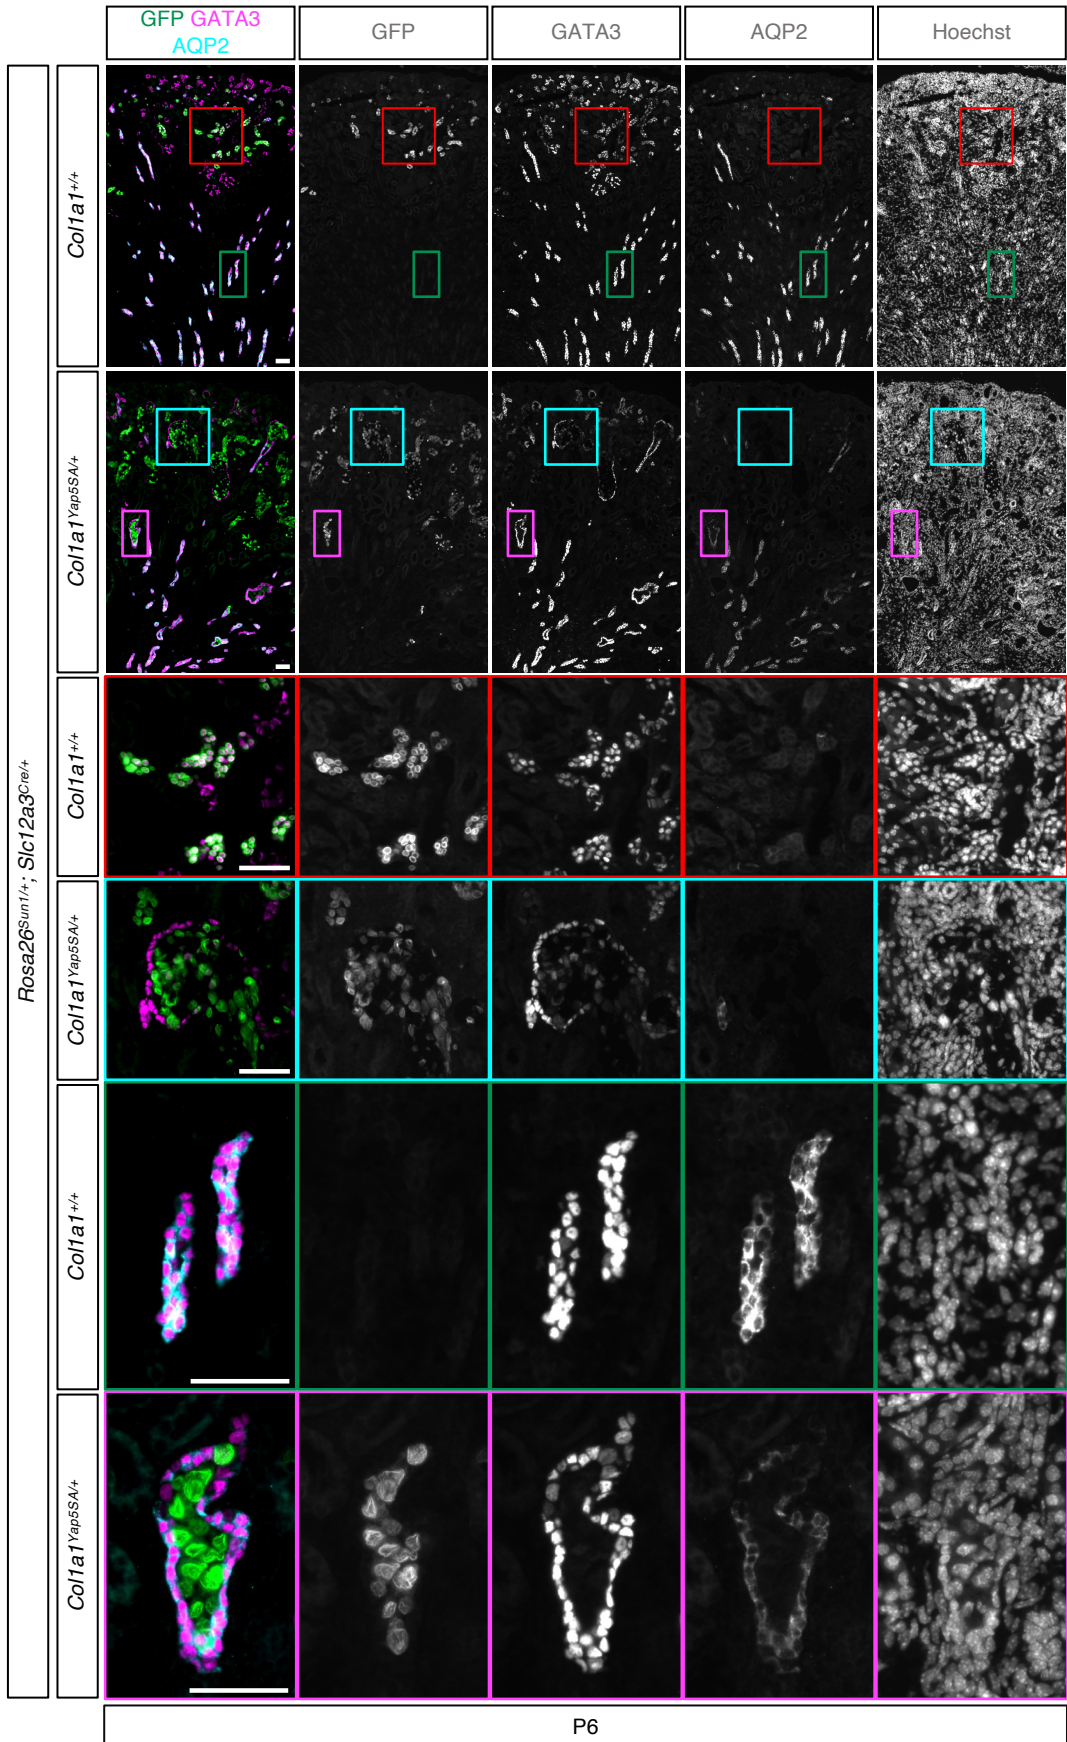 GFP GATA3
AQP2
GFP
GATA3
AQP2
Hoechst
Rosa26Sun1/+; Slc12a3Cre/+
Col1a1+/+
Col1a1Yap5SA/+
Col1a1+/+
Col1a1Yap5SA/+
Col1a1+/+
Col1a1Yap5SA/+
P6